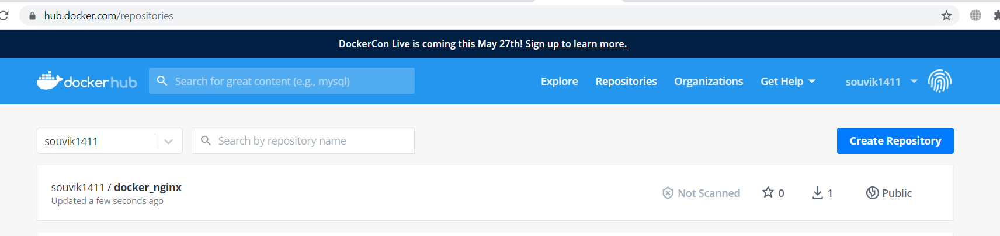 hub.docker.com/repositories
DockerCon Live is coming this May 27th! Sign up to learn more.
docker hub
Search for great content (e.g., mysql)
Explore
Repositories
Organizations
Get Help
souvik1411
souvik1411
Search by repository name
Create Repository
souvik1411 / docker_nginx
Updated a few seconds ago
Not Scanned
0
1
Public